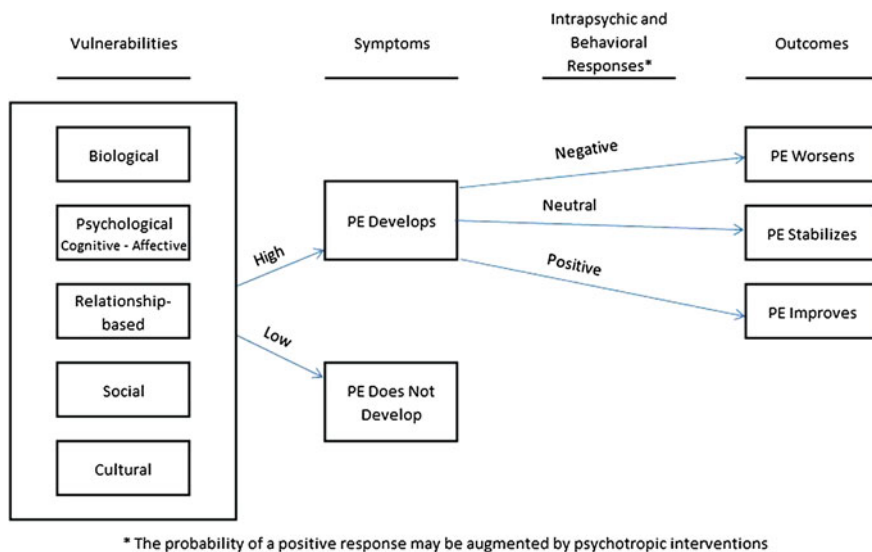 Vulnerabilities
Symptoms
Intrapsychic and
Behavioral
Responses*
Outcomes
Biological
Psychological
Cognitive - Affective
Relationship-
based
Social
Cultural
High
Low
PE Develops
PE Does Not
Develop
Negative
Neutral
Positive
PE Worsens
PE Stabilizes
PE Improves
* The probability of a positive response may be augmented by psychotropic interventions